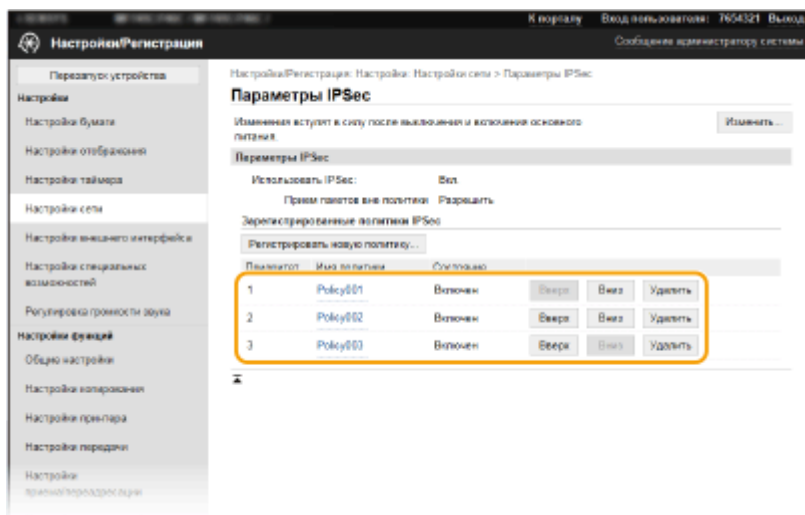 К порталу Вход пользователя: 7654321 Выход
Настройки/Регистрация
Сообщение администратору системы
Перезапуск устройства
Настройки
Настройки бумаги
Настройки отображения
Настройки таймера
Настройки сети
Настройки внешнего интерфейса
Настройки специальных
возможностей
Регулировка громкости звука
Настройки функций
Общие настройки
Настройки копирования
Настройки принтера
Настройки передачи
Настройки
приема/переадресации
Настройки/Регистрация: Настройка: Настройки сети > Параметры IPSec
Параметры IPSec
Изменения вступят в силу после выключения и включения основного
питания.
Изменить...
Параметры IPSec
Использовать IPSec: Вкл.
Прием пакетов вне политики Разрешить
Зарегистрированные политики IPSec
Регистрировать новую политику...
Приоритет Имя политики Состояние
1 Policy001 Включен Вверх Вниз Удалить
2 Policy002 Включен Вверх Вниз Удалить
3 Policy003 Включен Вверх Вниз Удалить